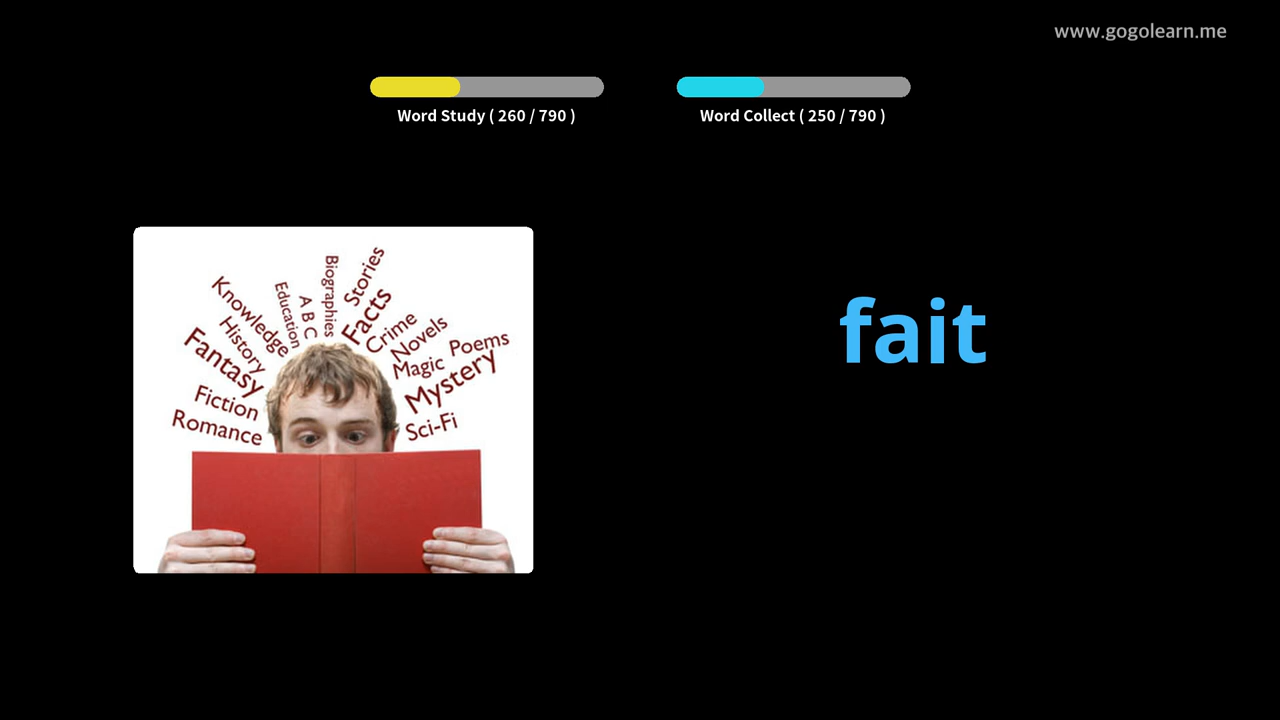 www.gogolearn.me
Word Study ( 260 / 790 )
Word Collect ( 250 / 790 )
fait
Biographies
Stories
Knowledge
Education
A B C
Facts
History
Crime
Novels
Fantasy
Magic
Poems
Mystery
Fiction
Romance
Sci-Fi